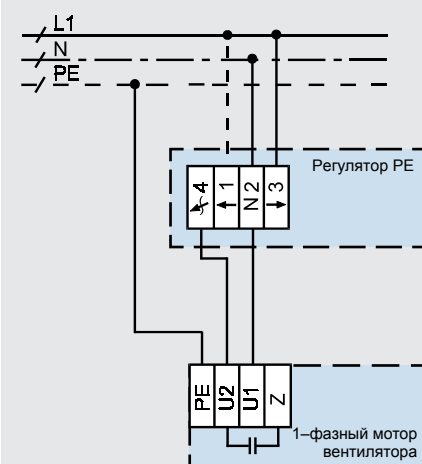 L1
N
PE
Регулятор PE
4
1
N 2
3
PE
U2
U1
Z
1–фазный мотор
вентилятора